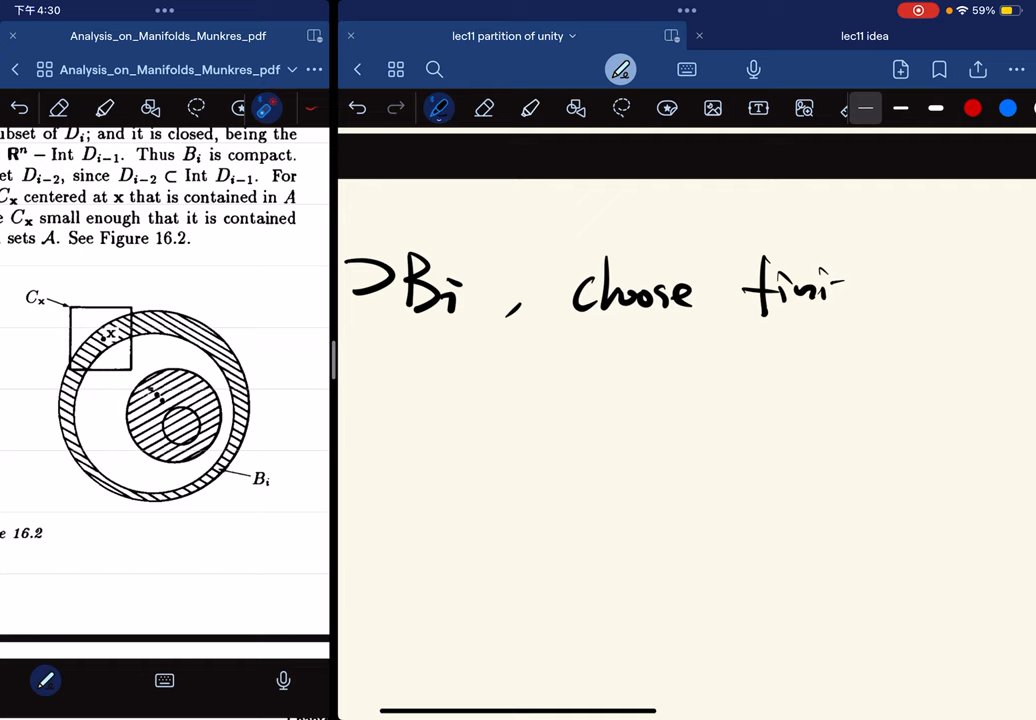 下午4:30
59%
Analysis_on_Manifolds_Munkres_pdf
lec11 partition of unity
lec11 idea
Analysis_on_Manifolds_Munkres_pdf
ubset of Di; and it is closed, being the
Rⁿ − Int Di−1. Thus Bi is compact.
et Di−2, since Di−2 ⊂ Int Di−1. For
Cx centered at x that is contained in A
e Cx small enough that it is contained
sets A. See Figure 16.2.
Cx
x
Bi
e 16.2
⊃Bi, choose fini